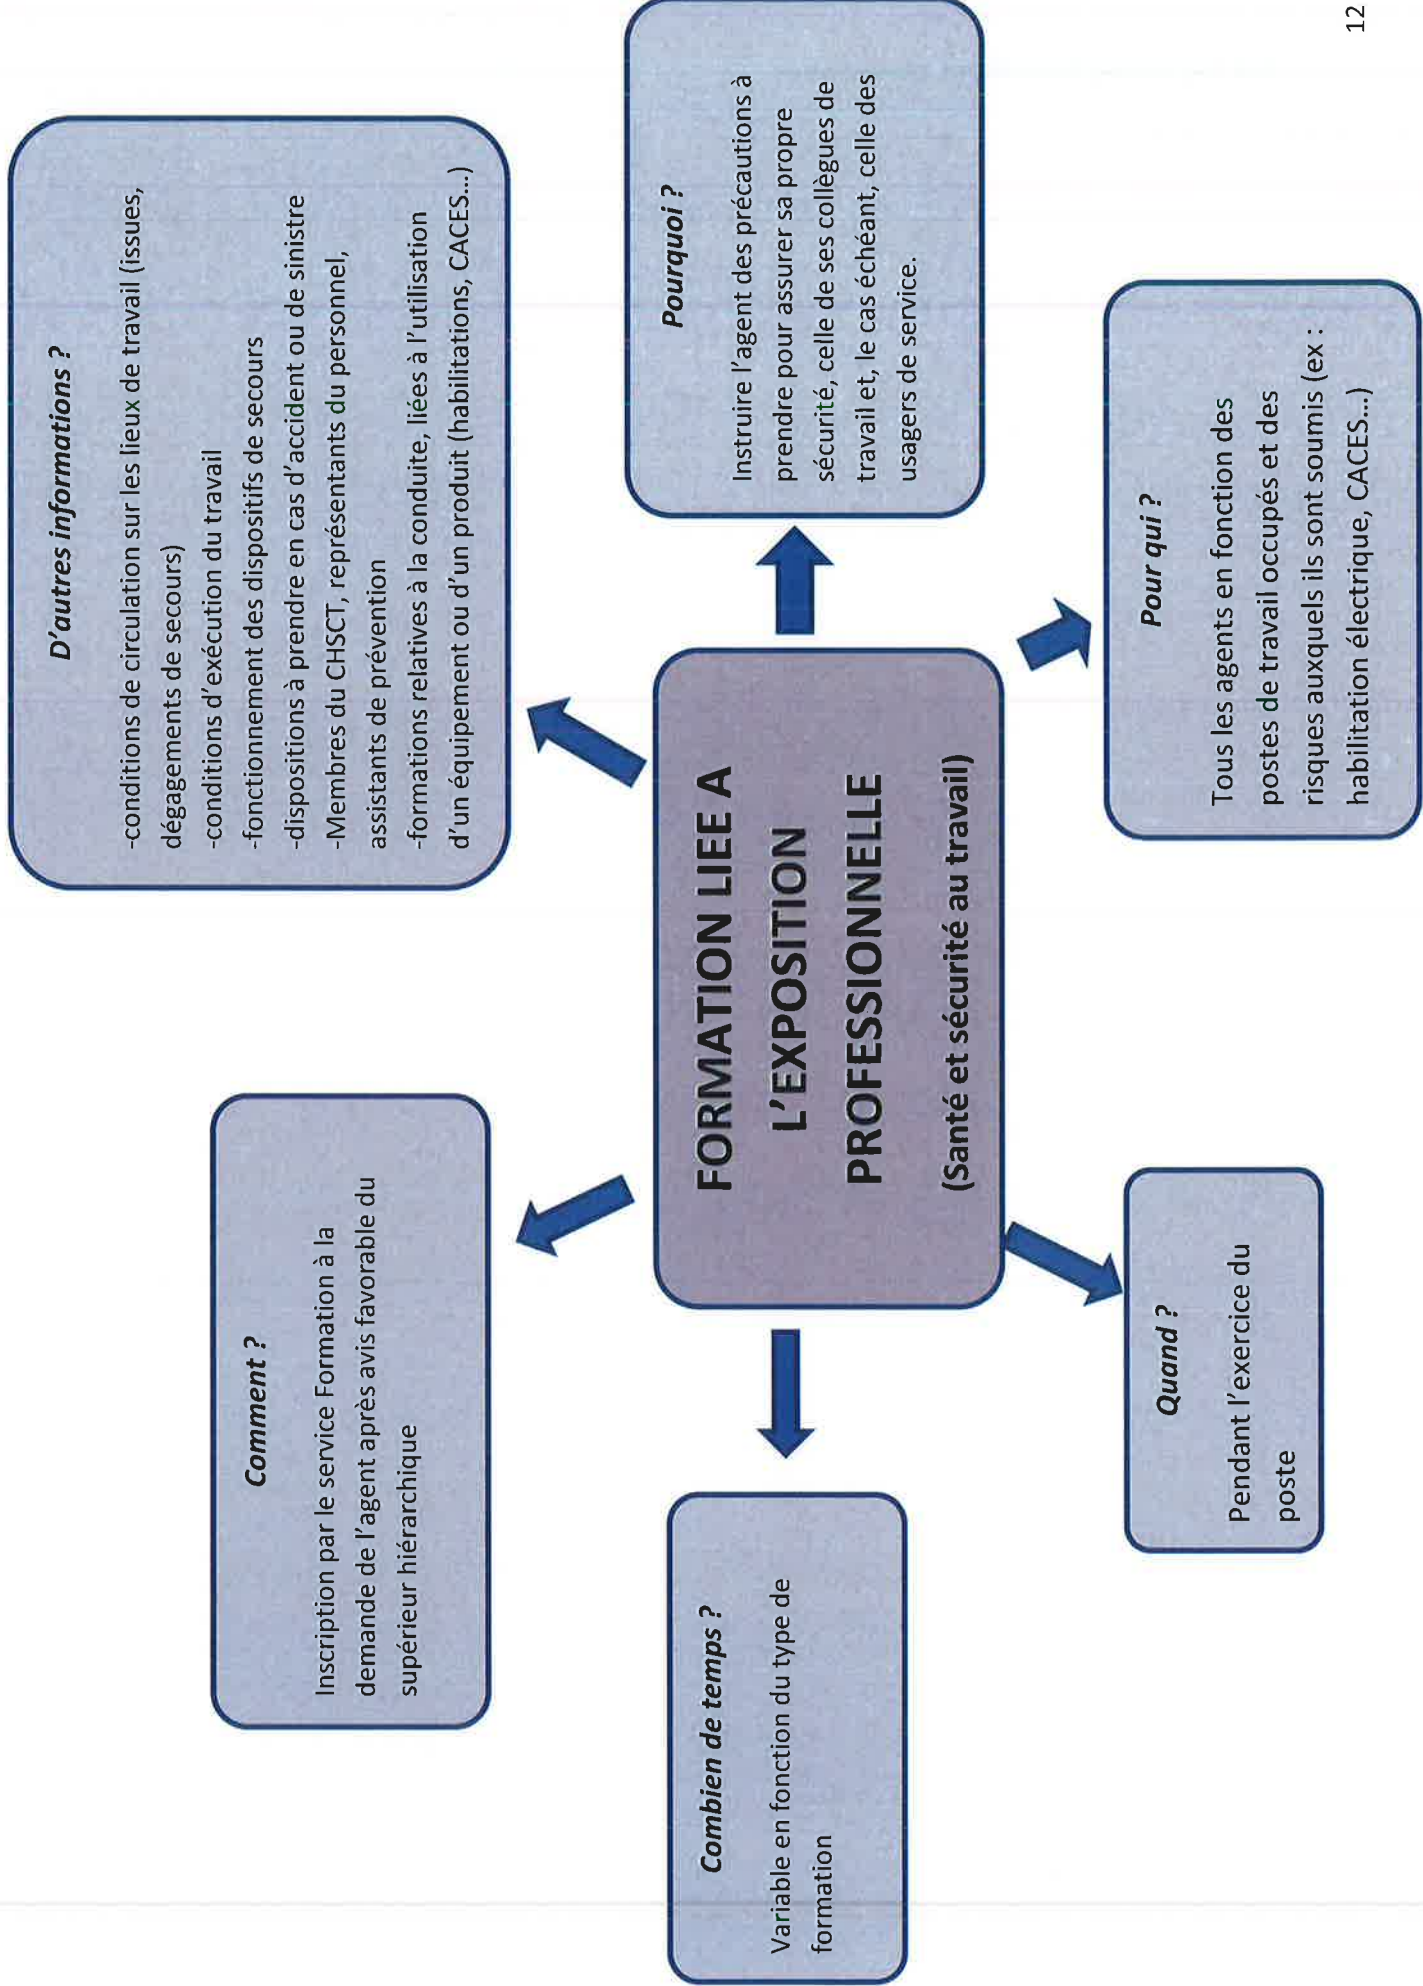 Comment ?
Inscription par le service Formation à la
demande de l'agent après avis favorable du
supérieur hiérarchique
D'autres informations ?
-conditions de circulation sur les lieux de travail (issues,
dégagements de secours)
-conditions d'exécution du travail
-fonctionnement des dispositifs de secours
-dispositions à prendre en cas d'accident ou de sinistre
-Membres du CHSCT, représentants du personnel,
assistants de prévention
-formations relatives à la conduite, liées à l'utilisation
d'un équipement ou d'un produit (habilitations, CACES...)
Combien de temps ?
Variable en fonction du type de
formation
FORMATION LIEE A
L'EXPOSITION
PROFESSIONNELLE
(Santé et sécurité au travail)
Pourquoi ?
Instruire l'agent des précautions à
prendre pour assurer sa propre
sécurité, celle de ses collègues de
travail et, le cas échéant, celle des
usagers de service.
Quand ?
Pendant l'exercice du
poste
Pour qui ?
Tous les agents en fonction des
postes de travail occupés et des
risques auxquels ils sont soumis (ex :
habilitation électrique, CACES...)
12